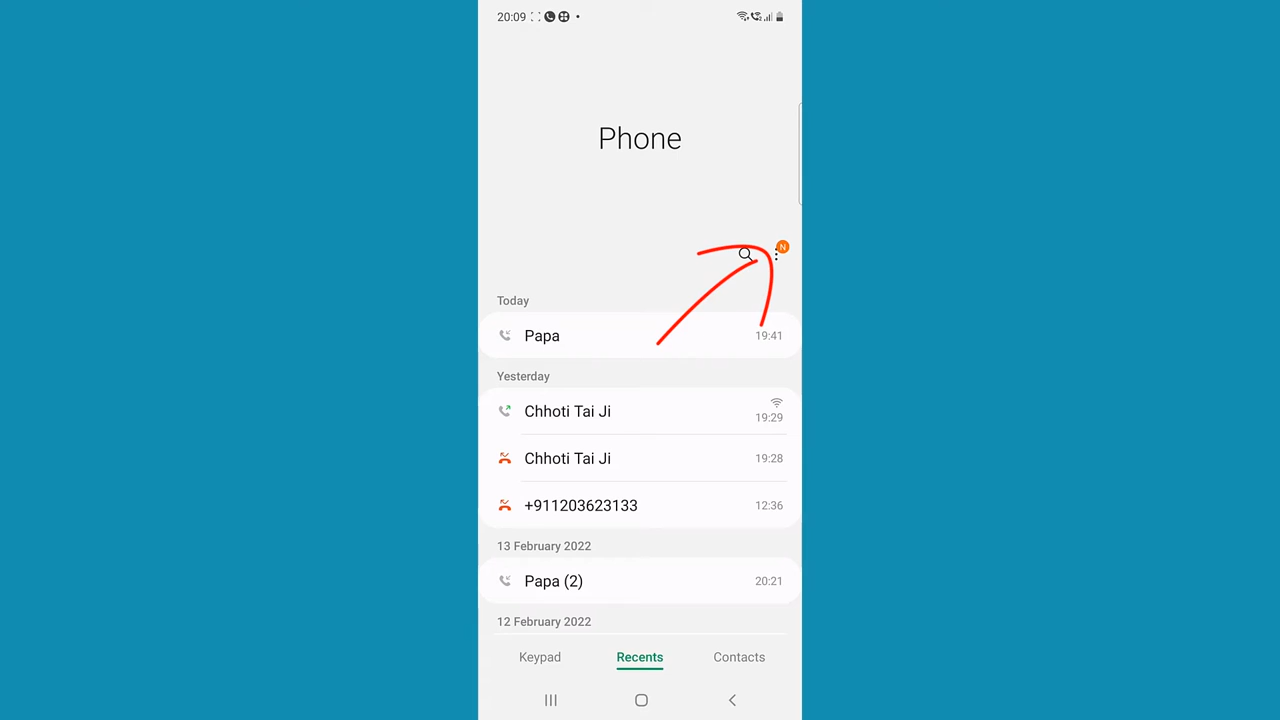 20:09
Phone
N
Today
Papa 19:41
Yesterday
Chhoti Tai Ji 19:29
Chhoti Tai Ji 19:28
+911203623133 12:36
13 February 2022
Papa (2) 20:21
12 February 2022
Keypad Recents Contacts